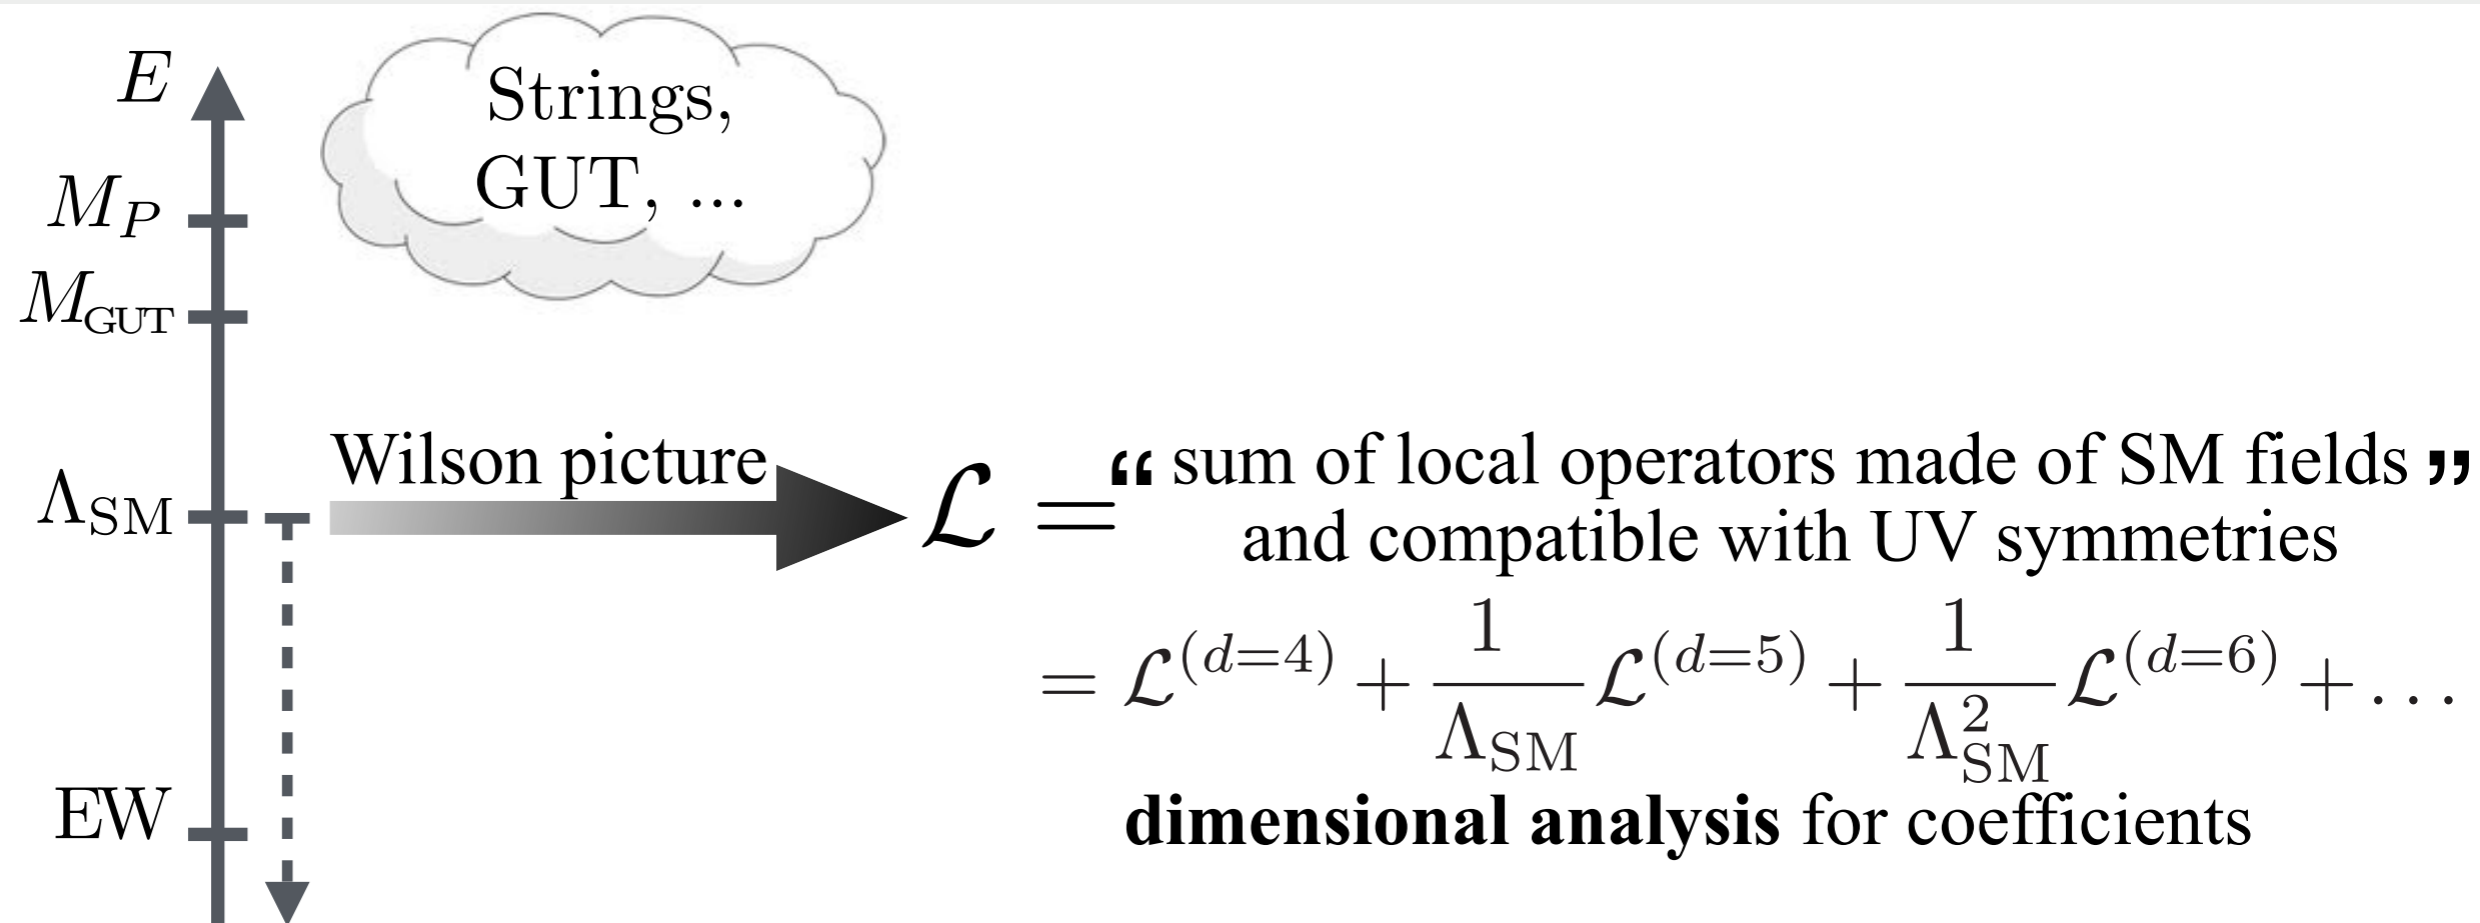 E
Strings,
GUT, ...
M_P
M_GUT
Wilson picture
Λ_SM
ℒ = “ sum of local operators made of SM fields ”
and compatible with UV symmetries
= ℒ^(d=4) + 1/Λ_SM ℒ^(d=5) + 1/Λ_SM^2 ℒ^(d=6) + ...
EW
dimensional analysis for coefficients